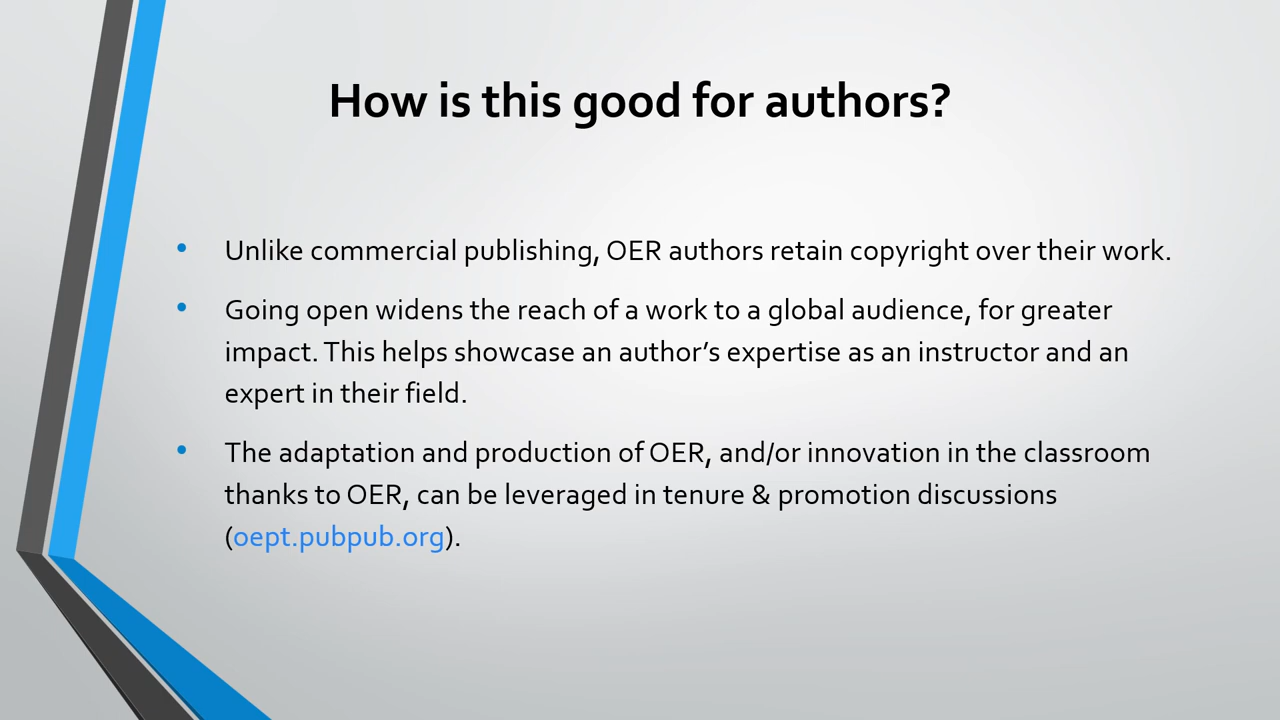 How is this good for authors?
• Unlike commercial publishing, OER authors retain copyright over their work.
• Going open widens the reach of a work to a global audience, for greater
impact. This helps showcase an author’s expertise as an instructor and an
expert in their field.
• The adaptation and production of OER, and/or innovation in the classroom
thanks to OER, can be leveraged in tenure & promotion discussions
(oept.pubpub.org).